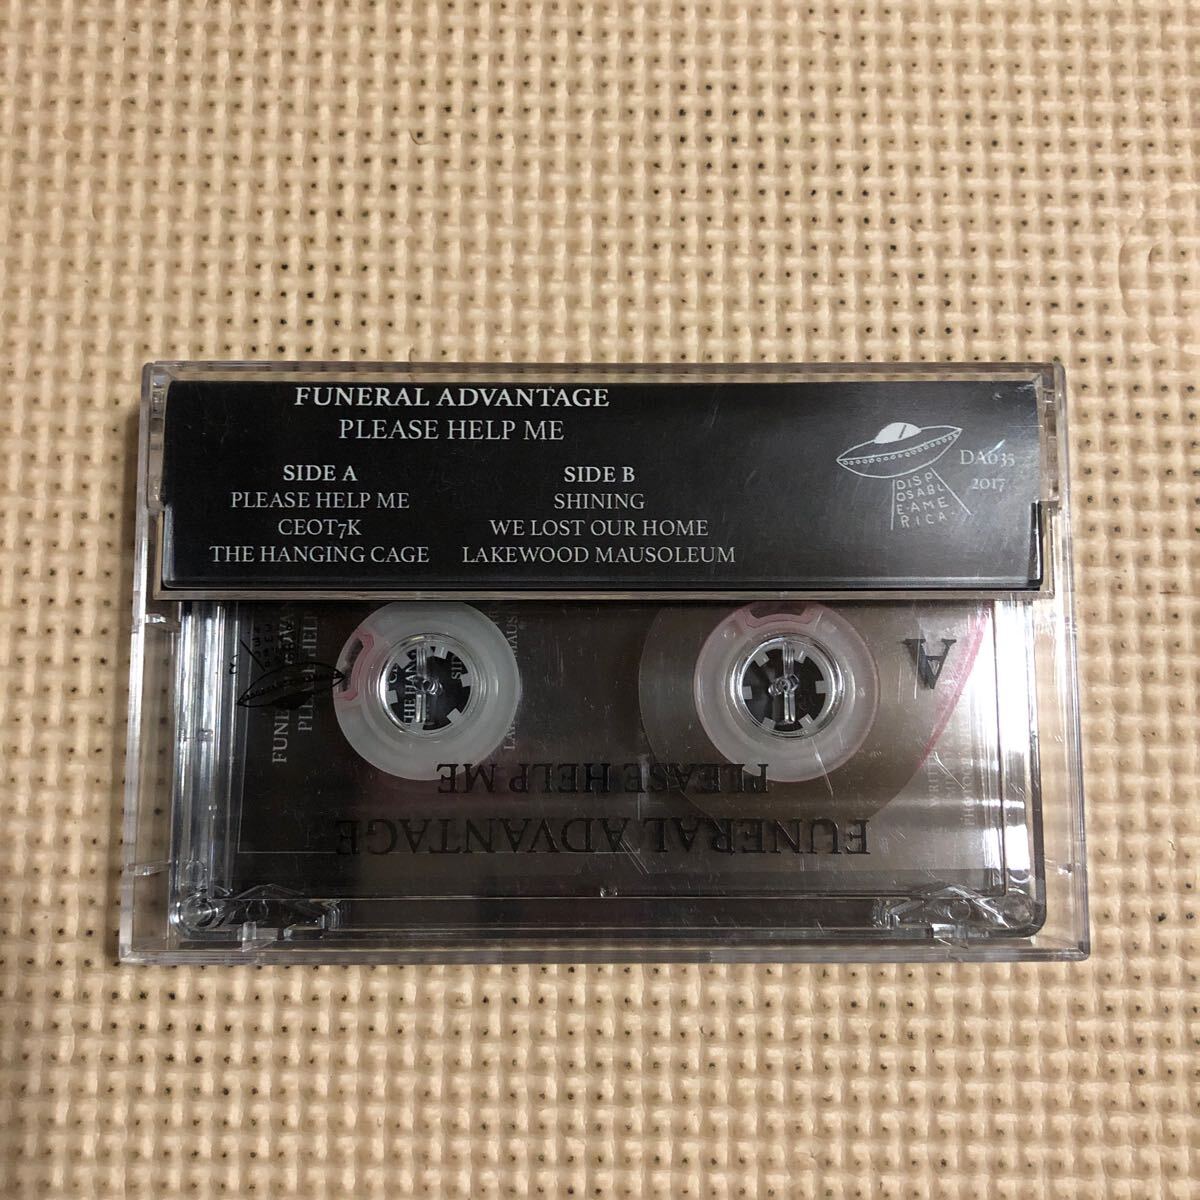 FUNERAL ADVANTAGE
PLEASE HELP ME
SIDE A
PLEASE HELP ME
CEOT7K
THE HANGING CAGE
SIDE B
SHINING
WE LOST OUR HOME
LAKEWOOD MAUSOLEUM
DISP
OSABL
E-AME
RICA-
DA035
2017
A
PLEASE HELP ME
FUNERAL ADVANTAGE